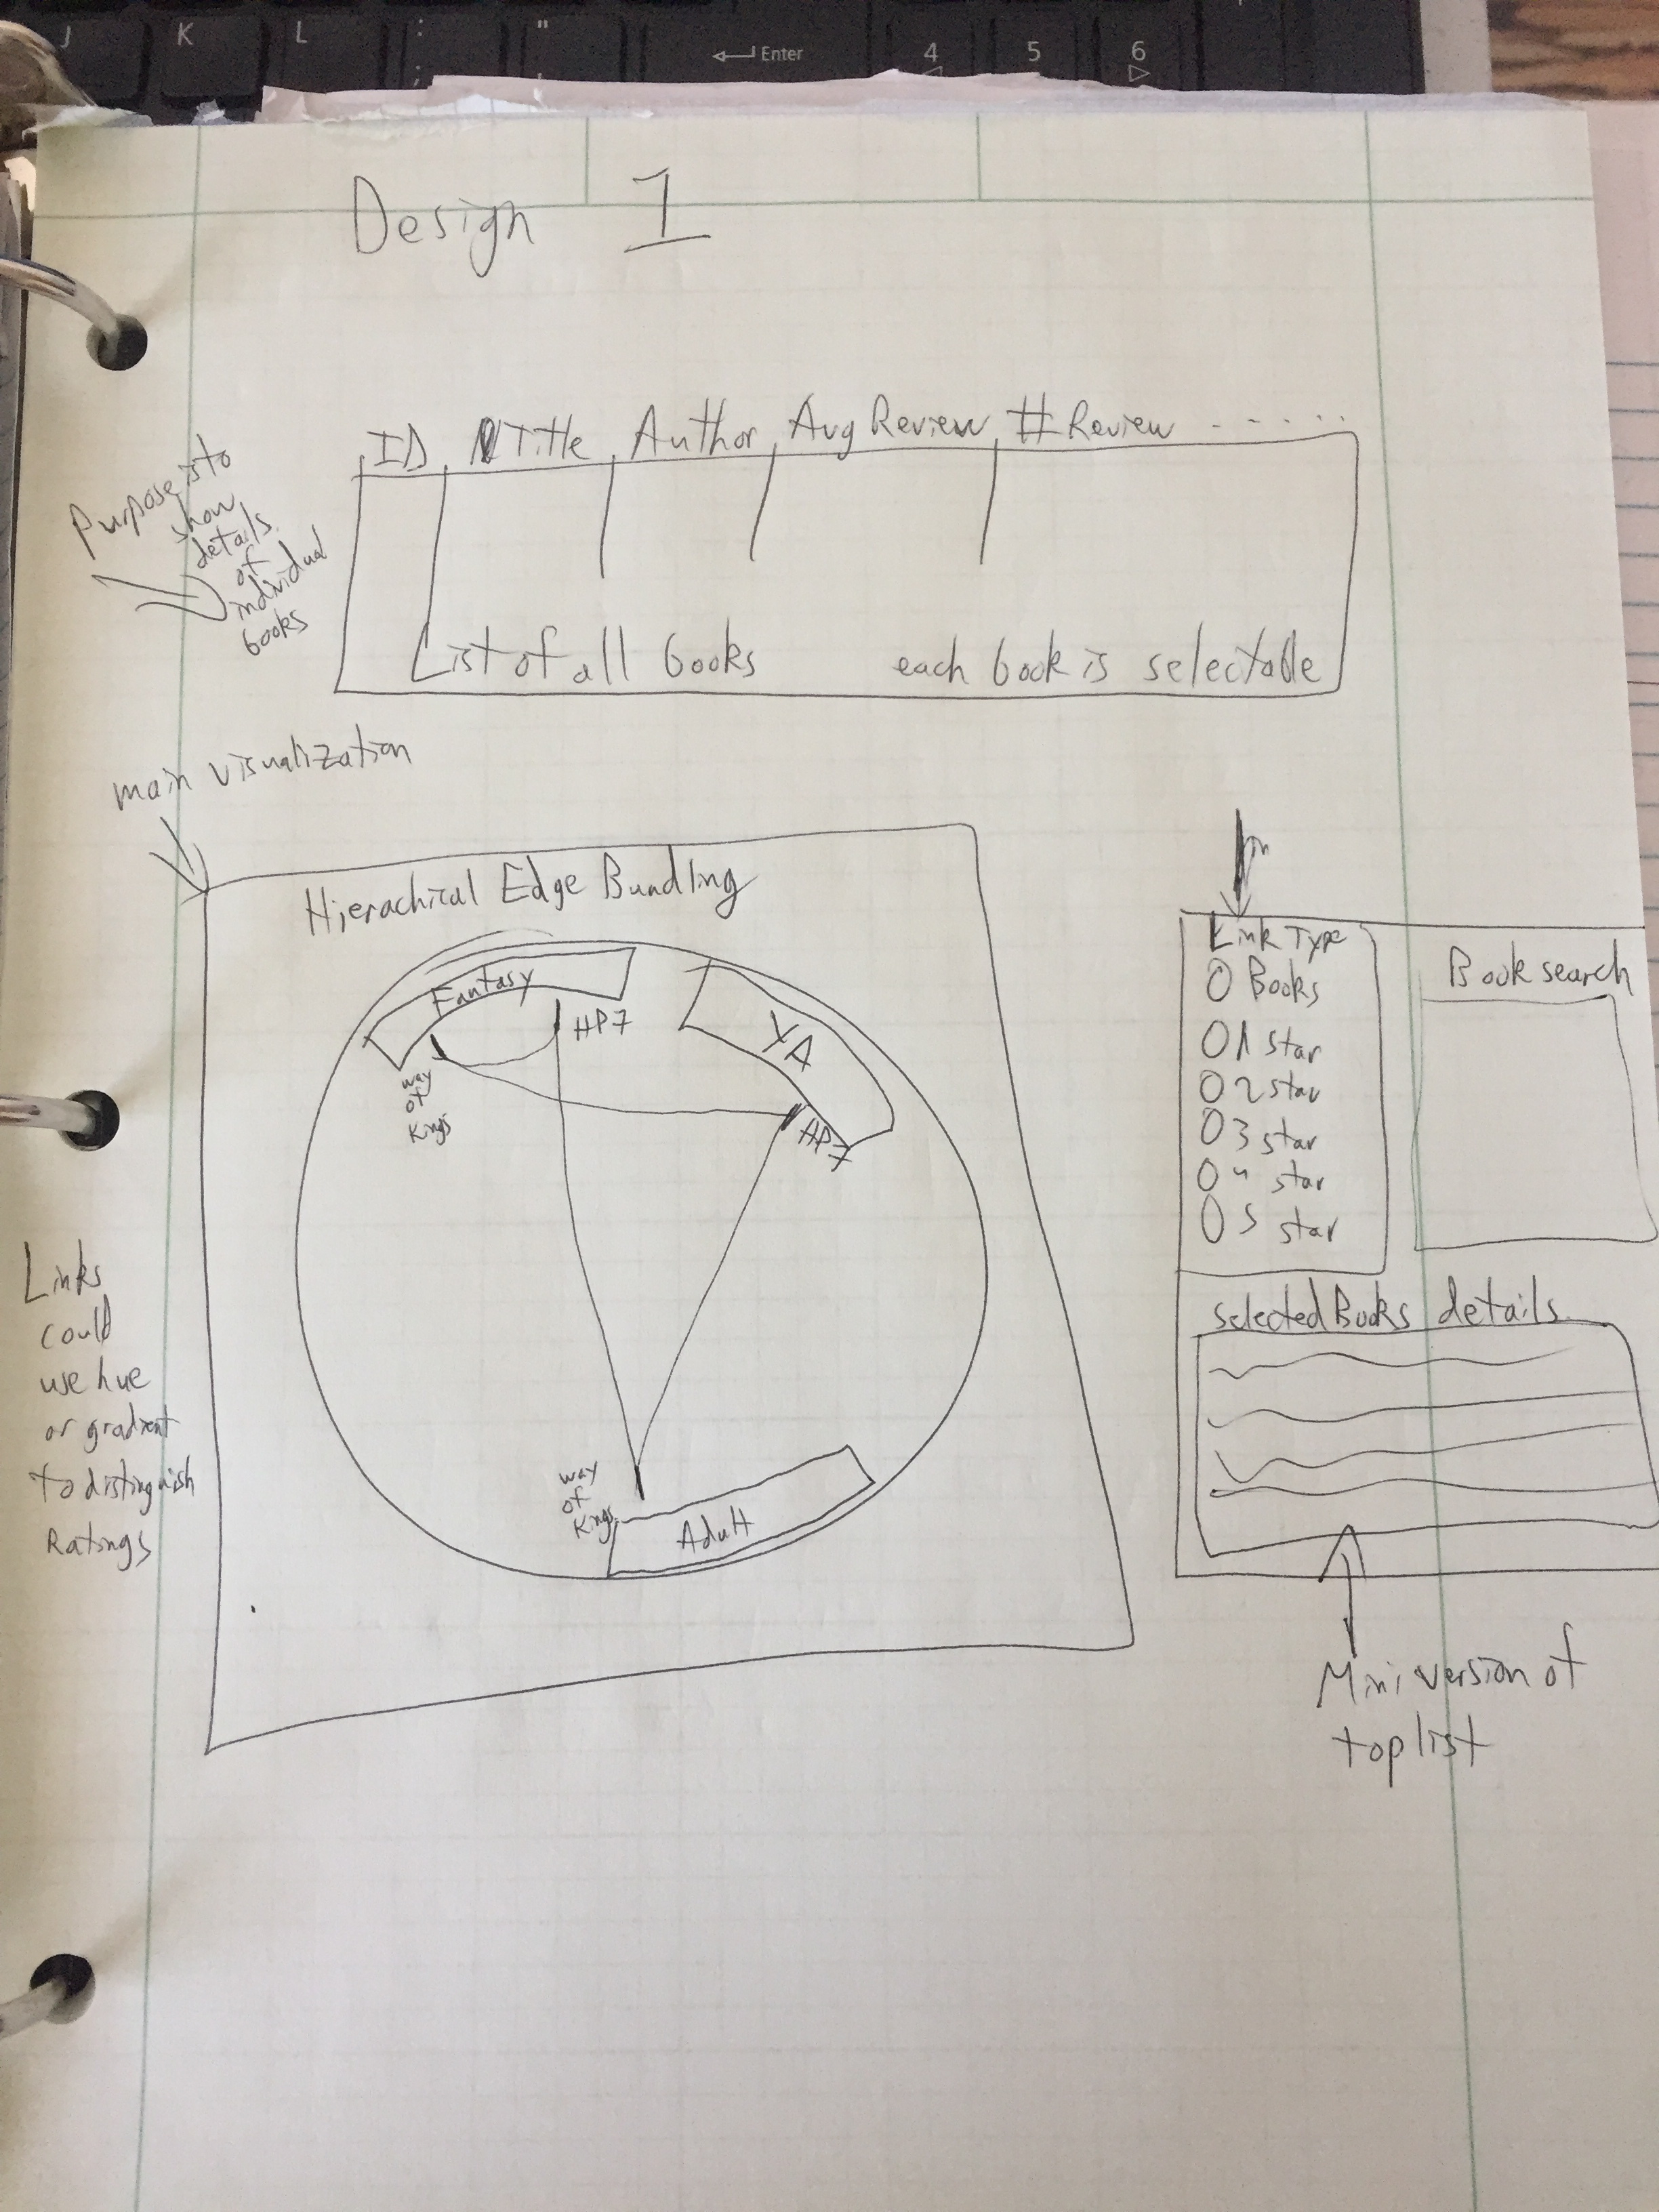 J K L : ; " ' Enter 4 5 6
Design 1
ID Title Author Avg Review # Review .....
Purpose is to
show
details
of
individual
books
List of all books each book is selectable
main visualization
Hierachical Edge Bundling
Fantasy
HP7
way
of
Kings
YA
HP7
way
of
Kings
Adult
Links
could
use hue
or gradient
to distinguish
Ratings
Link Type
O Books
O 1 star
O 2 star
O 3 star
O 4 star
O 5 star
Book search
selected Books details
Mini version of
top list